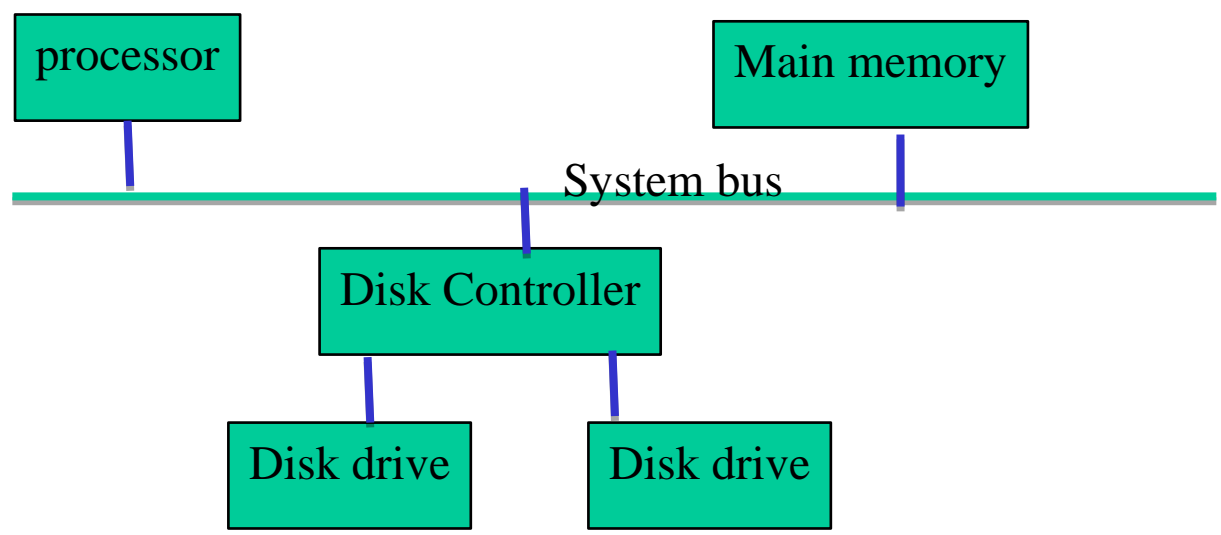 processor
Main memory
System bus
Disk Controller
Disk drive
Disk drive